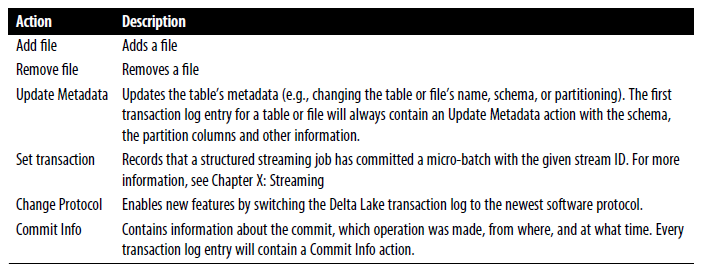 Action Description
Add file Adds a file
Remove file Removes a file
Update Metadata Updates the table's metadata (e.g., changing the table or file's name, schema, or partitioning). The first
transaction log entry for a table or file will always contain an Update Metadata action with the schema,
the partition columns and other information.
Set transaction Records that a structured streaming job has committed a micro-batch with the given stream ID. For more
information, see Chapter X: Streaming
Change Protocol Enables new features by switching the Delta Lake transaction log to the newest software protocol.
Commit Info Contains information about the commit, which operation was made, from where, and at what time. Every
transaction log entry will contain a Commit Info action.